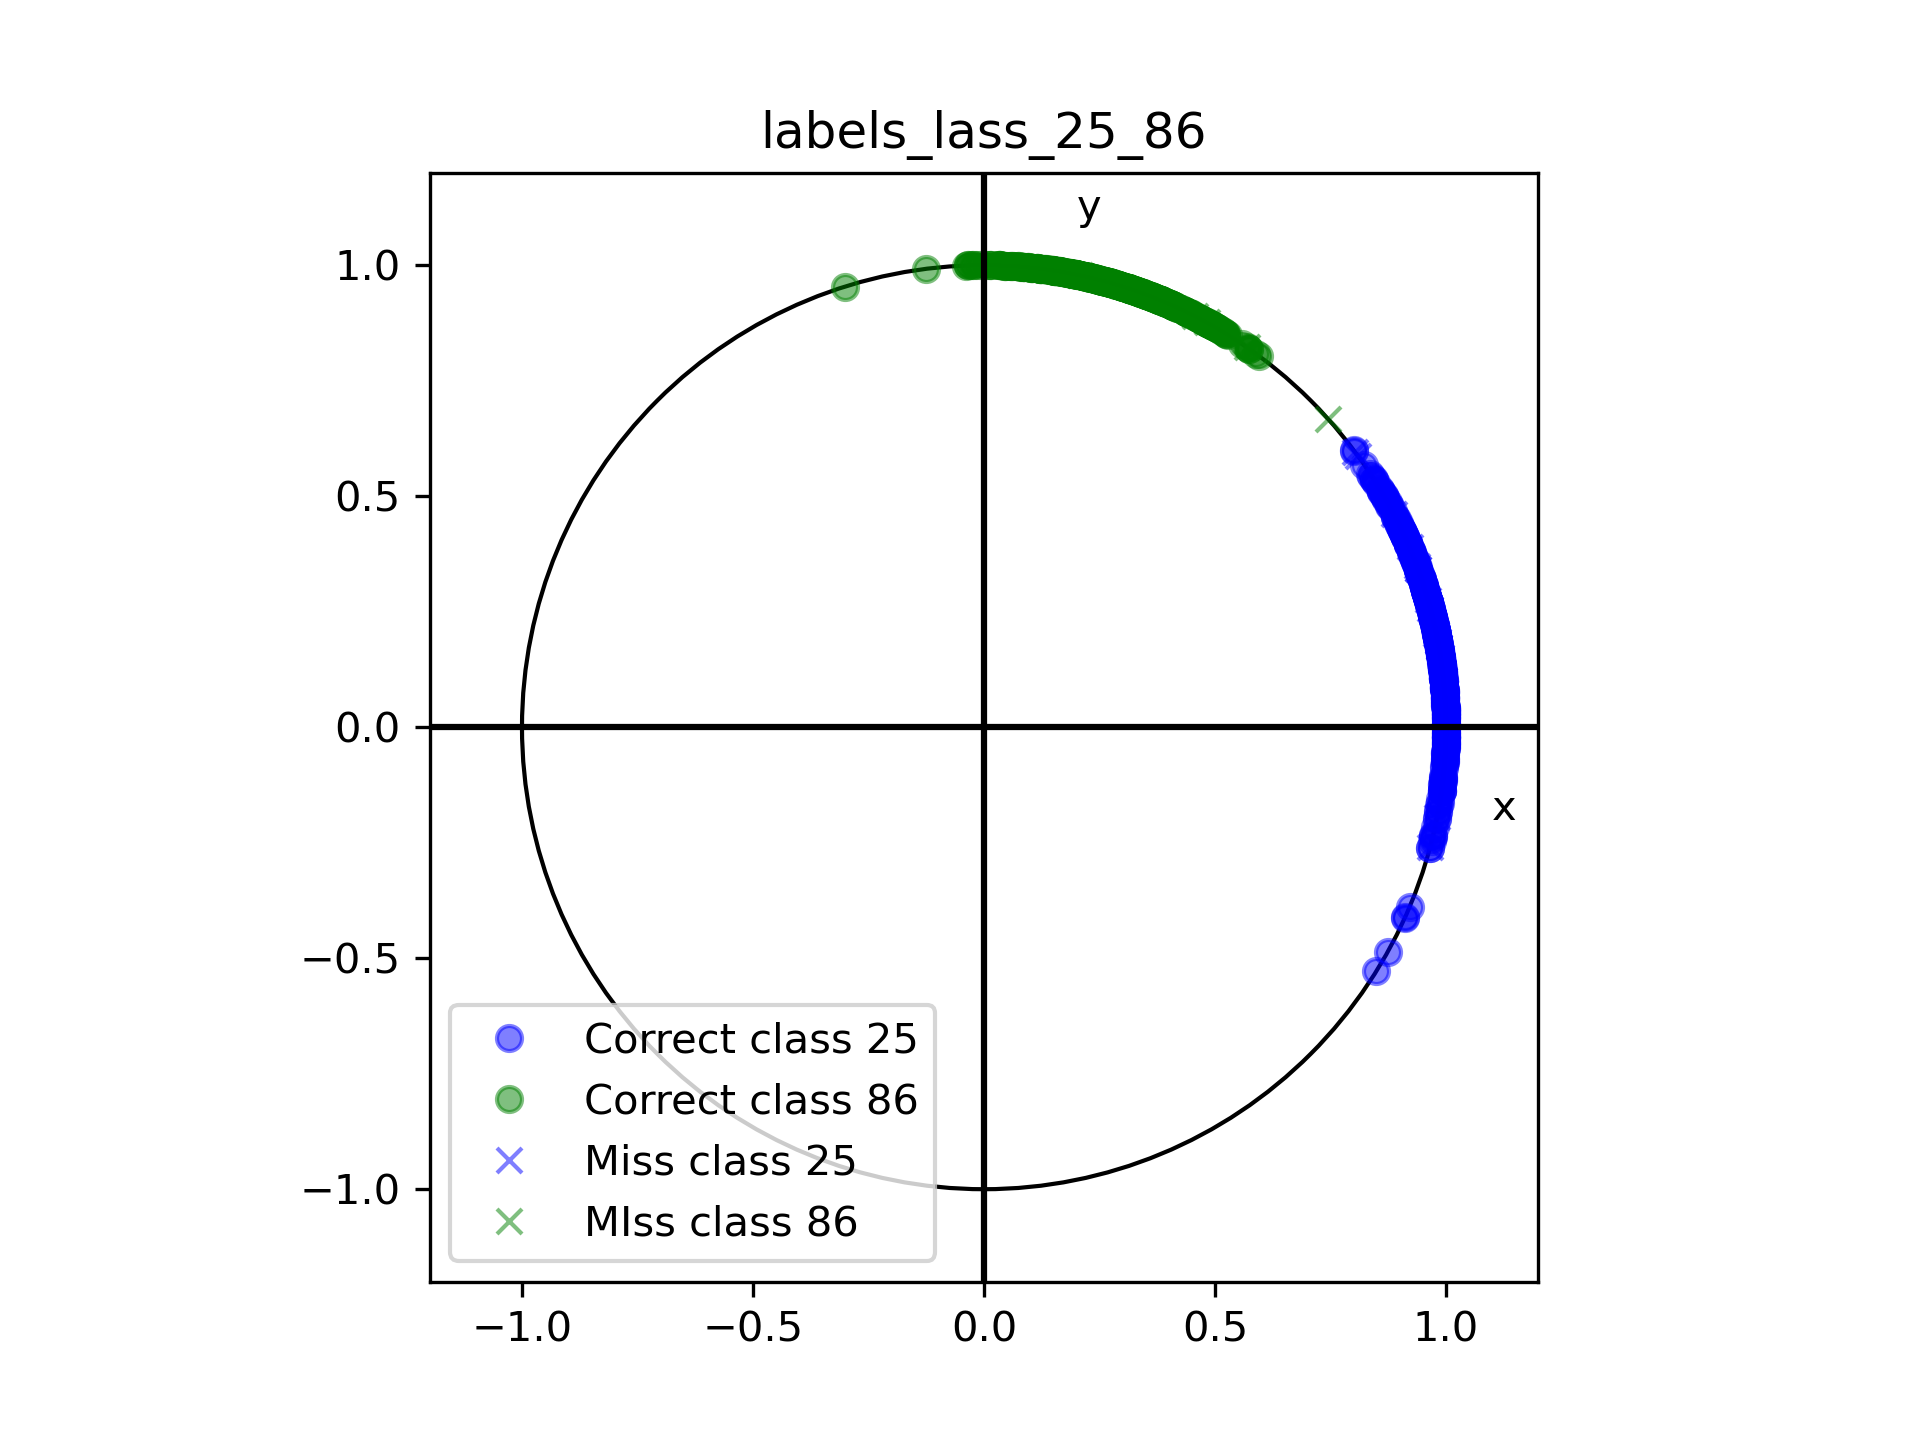 labels_lass_25_86
y
1.0
0.5
0.0
x
−0.5
−1.0
Correct class 25
Correct class 86
Miss class 25
MIss class 86
−1.0 −0.5 0.0 0.5 1.0